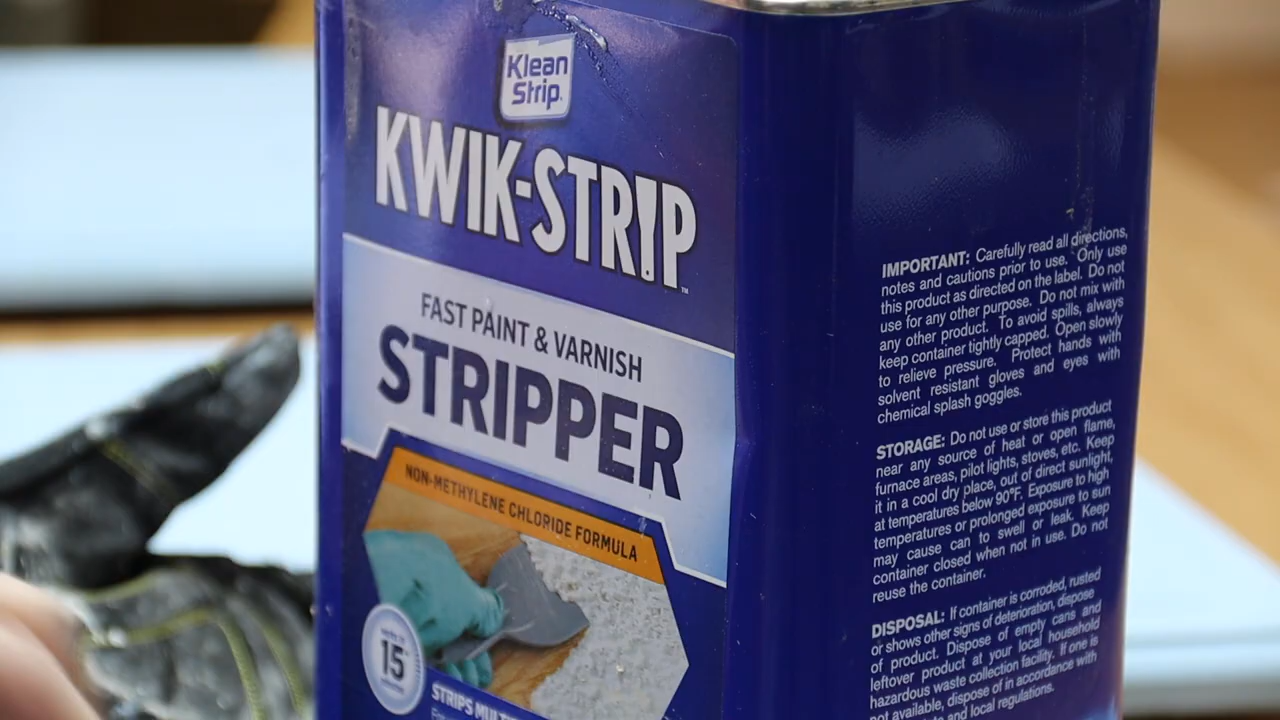 Klean
Strip
KWIK-STRIP™
FAST PAINT & VARNISH
STRIPPER
NON-METHYLENE CHLORIDE FORMULA
15
STRIPS
IMPORTANT: Carefully read all directions,
notes and cautions prior to use. Only use
this product as directed on the label. Do not
use for any other purpose. Do not mix with
any other product. To avoid spills, always
keep container tightly capped. Open slowly
to relieve pressure. Protect hands with
solvent resistant gloves and eyes with
chemical splash goggles.
STORAGE: Do not use or store this product
near any source of heat or open flame,
furnace areas, pilot lights, stoves, etc. Keep
it in a cool dry place, out of direct sunlight,
at temperatures below 90°F. Exposure to high
temperatures or prolonged exposure to sun
may cause can to swell or leak. Keep
container closed when not in use. Do not
reuse the container.
DISPOSAL: If container is corroded, rusted
or shows other signs of deterioration, dispose
of product. Dispose of empty cans and
leftover product at your local household
hazardous waste collection facility. If one is
not available, dispose of in accordance with
and local regulations.